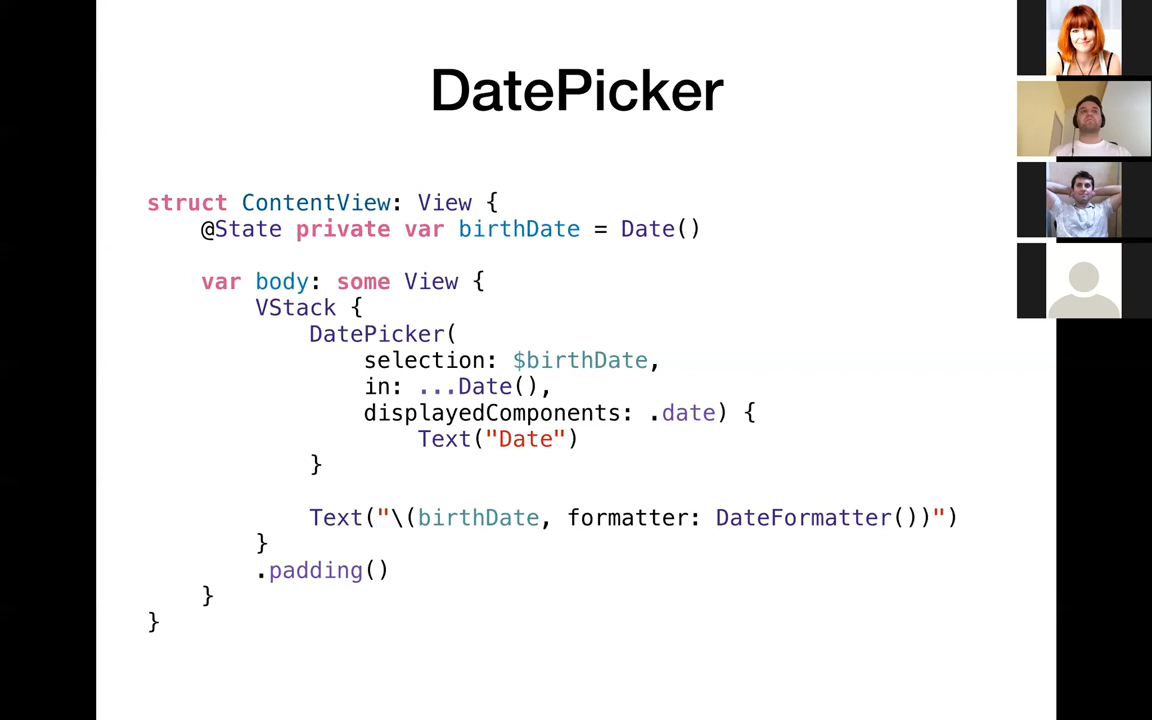 DatePicker
struct ContentView: View {
@State private var birthDate = Date()
var body: some View {
VStack {
DatePicker(
selection: $birthDate,
in: ...Date(),
displayedComponents: .date) {
Text("Date")
}
Text("\(birthDate, formatter: DateFormatter())")
}
.padding()
}
}